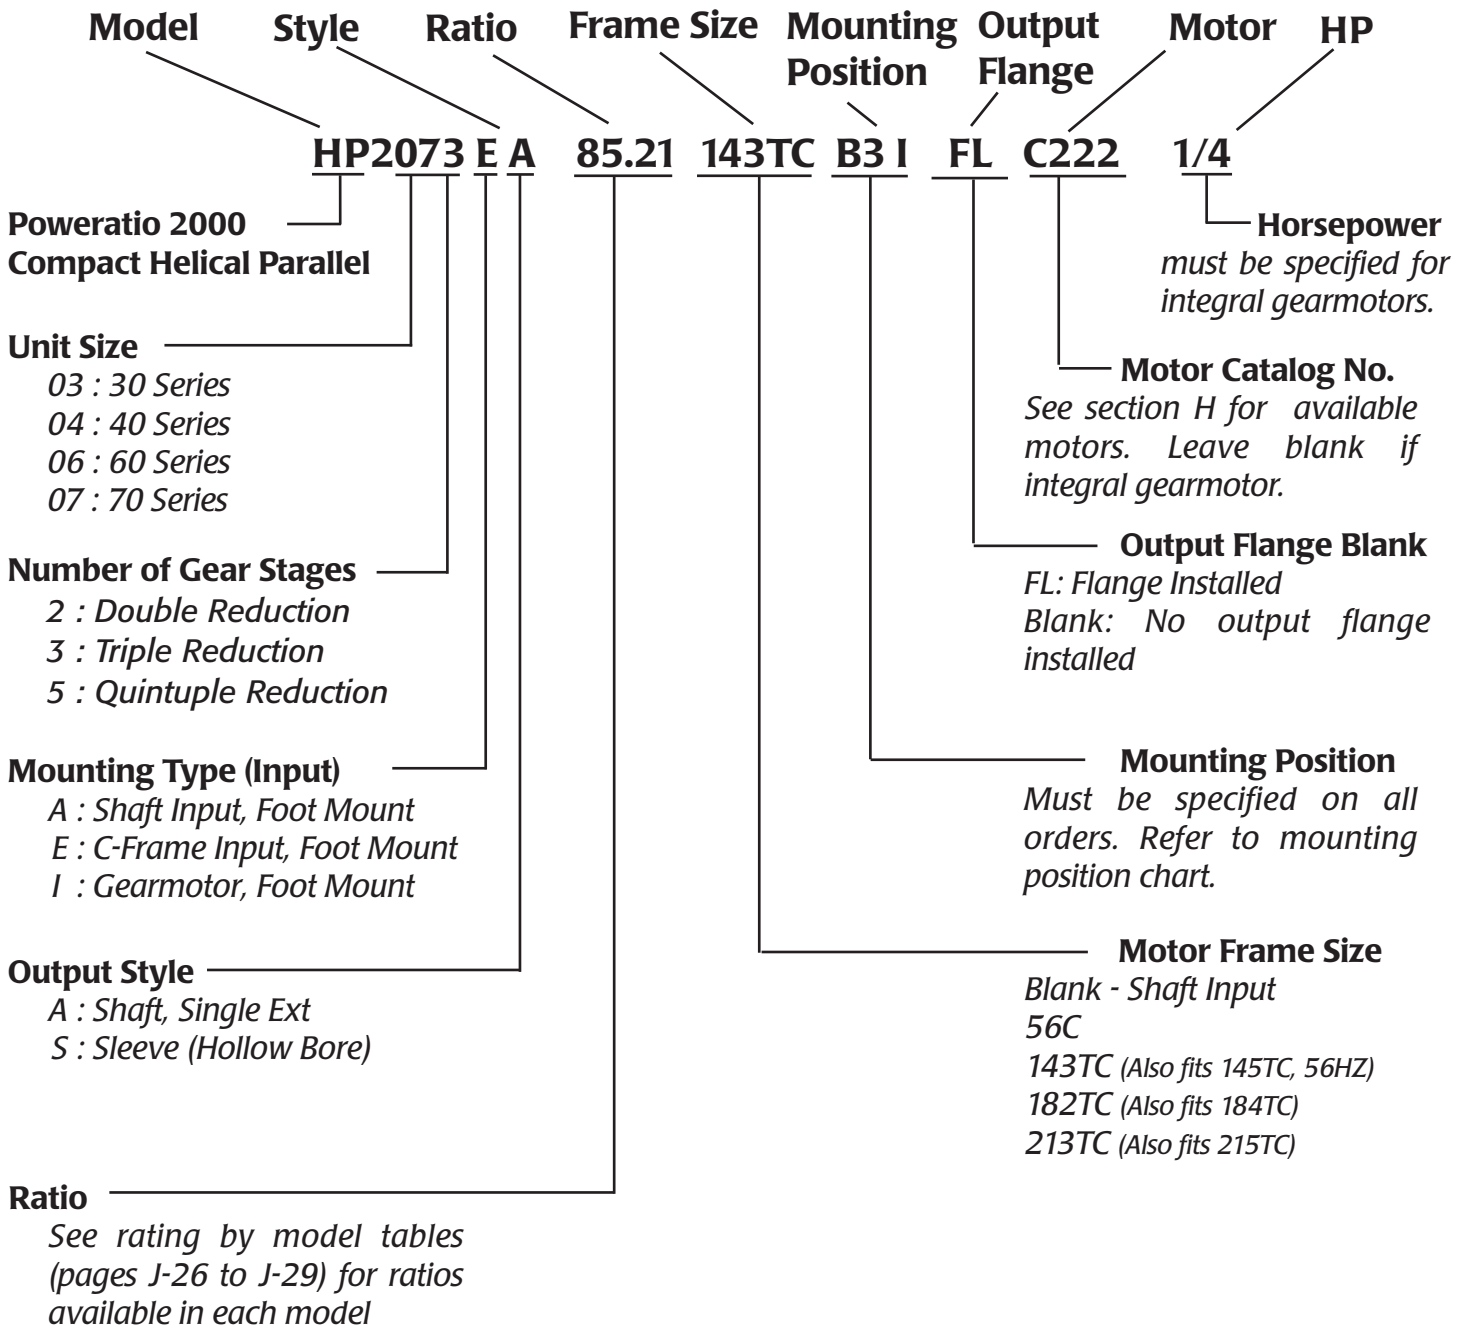 Model Style Ratio Frame Size Mounting Position Output Flange Motor HP
HP2073 E A 85.21 143TC B3 I FL C222 1/4
Poweratio 2000
Compact Helical Parallel
Unit Size
03 : 30 Series
04 : 40 Series
06 : 60 Series
07 : 70 Series
Number of Gear Stages
2 : Double Reduction
3 : Triple Reduction
5 : Quintuple Reduction
Mounting Type (Input)
A : Shaft Input, Foot Mount
E : C-Frame Input, Foot Mount
I : Gearmotor, Foot Mount
Output Style
A : Shaft, Single Ext
S : Sleeve (Hollow Bore)
Ratio
See rating by model tables
(pages J-26 to J-29) for ratios
available in each model
Horsepower
must be specified for
integral gearmotors.
Motor Catalog No.
See section H for available
motors. Leave blank if
integral gearmotor.
Output Flange Blank
FL: Flange Installed
Blank: No output flange
installed
Mounting Position
Must be specified on all
orders. Refer to mounting
position chart.
Motor Frame Size
Blank - Shaft Input
56C
143TC (Also fits 145TC, 56HZ)
182TC (Also fits 184TC)
213TC (Also fits 215TC)